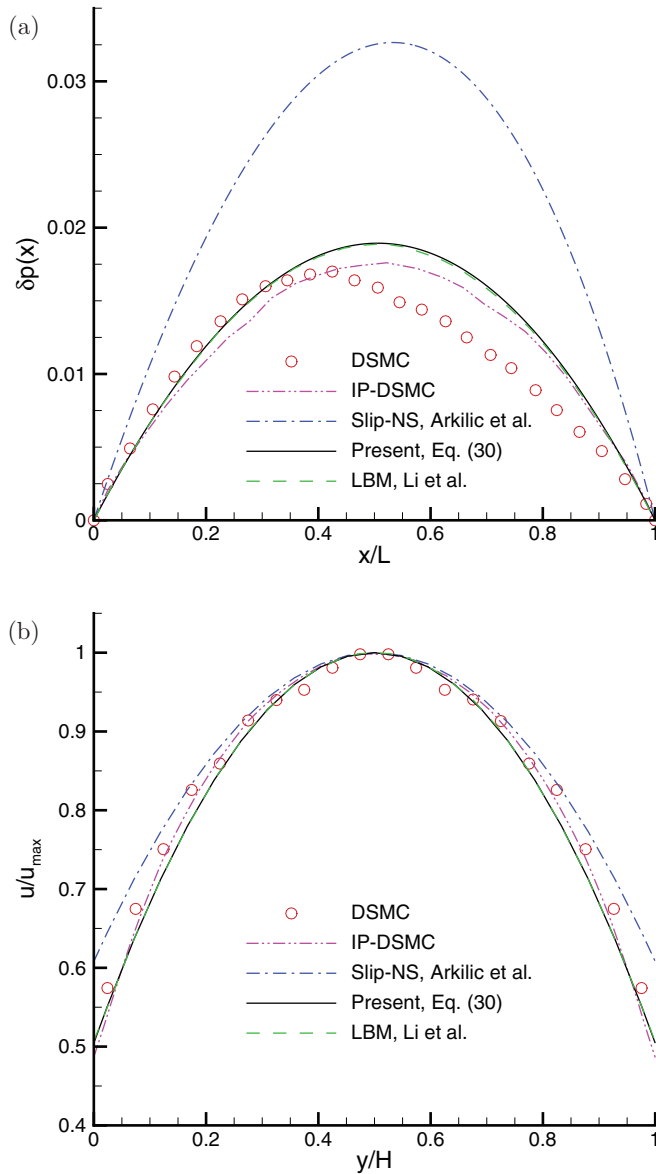 (a)
0.03
0.02
0.01
0
δp(x)
DSMC
IP-DSMC
Slip-NS, Arkilic et al.
Present, Eq. (30)
LBM, Li et al.
0 0.2 0.4 0.6 0.8 1
x/L
(b)
1
0.9
0.8
0.7
0.6
0.5
0.4
u/u_max
DSMC
IP-DSMC
Slip-NS, Arkilic et al.
Present, Eq. (30)
LBM, Li et al.
0 0.2 0.4 0.6 0.8 1
y/H